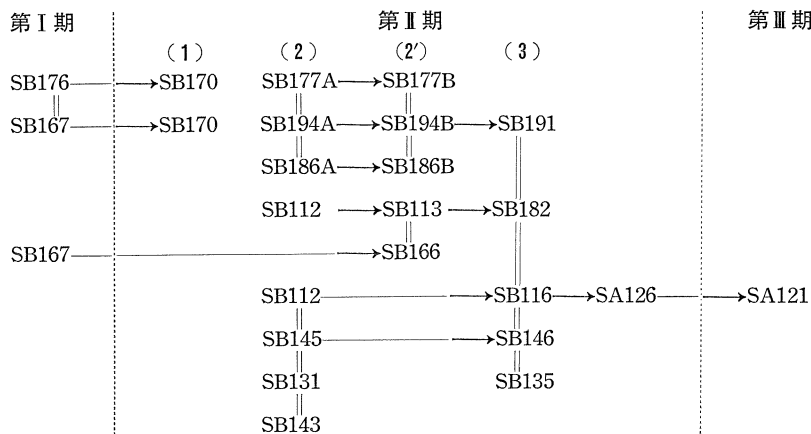 第Ⅰ期 第Ⅱ期 第Ⅲ期
(1) (2) (2′) (3)
SB176 SB170 SB177A SB177B
SB167 SB170 SB194A SB194B SB191
SB186A SB186B
SB112 SB113 SB182
SB167 SB166
SB112 SB116 SA126 SA121
SB145 SB146
SB131 SB135
SB143